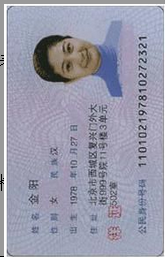 姓名 金阳
性别 女 民族 汉
出生 1978 年 10 月 27 日
住址 北京市西城区复兴门外大
街999号院11号楼3单元
502室
公民身份号码 110102197810272321